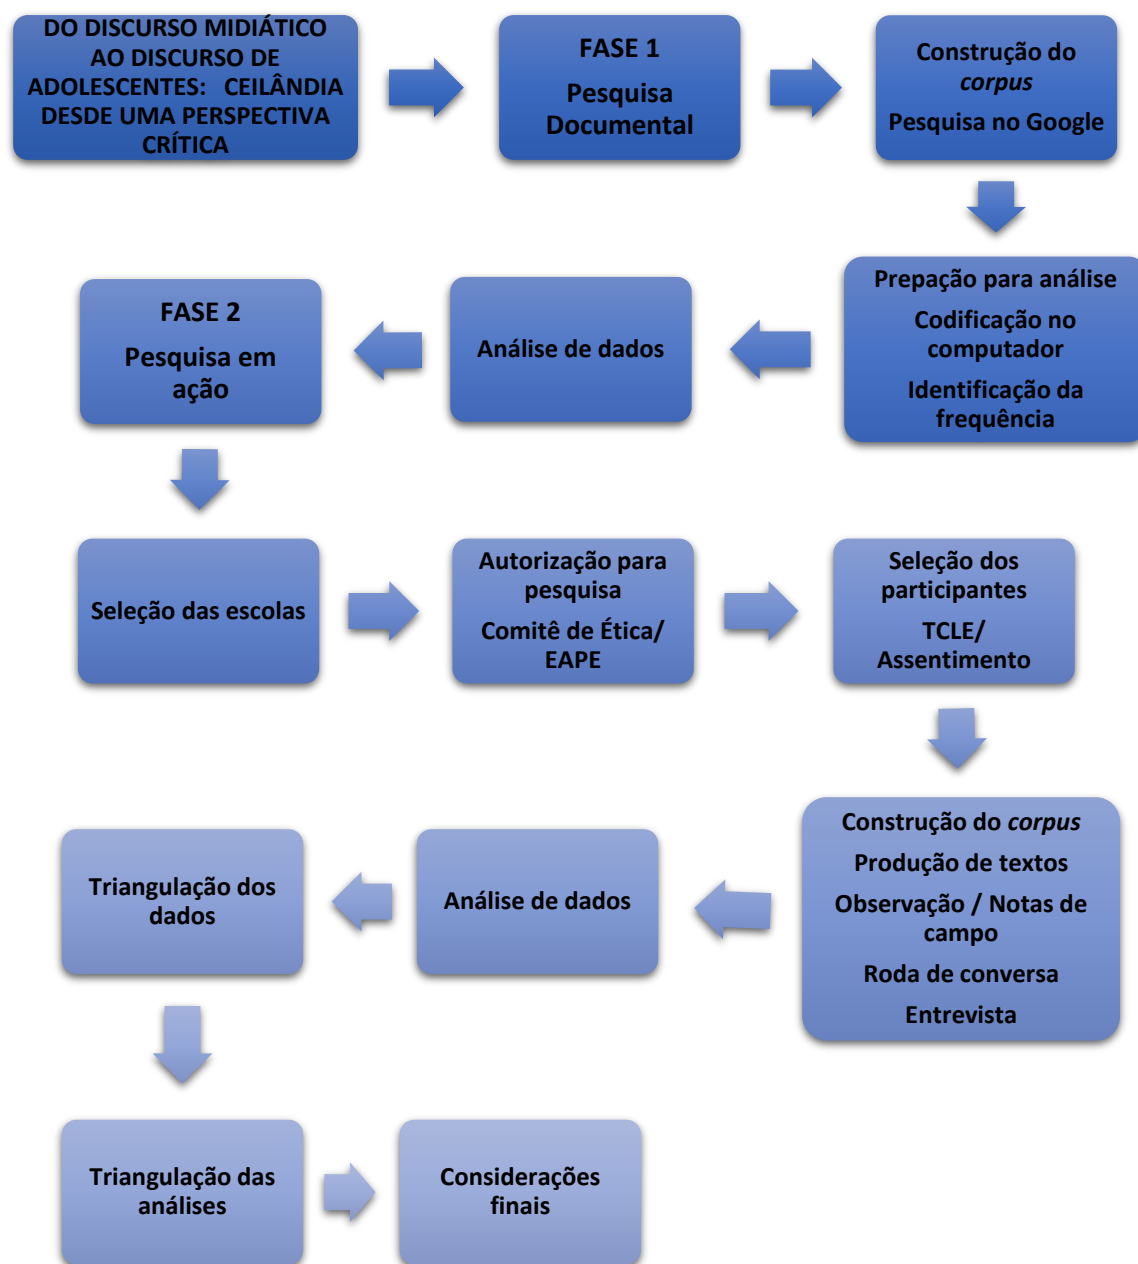 DO DISCURSO MIDIÁTICO
AO DISCURSO DE
ADOLESCENTES: CEILÂNDIA
DESDE UMA PERSPECTIVA
CRÍTICA
FASE 1
Pesquisa
Documental
Construção do
corpus
Pesquisa no Google
Prepação para análise
Codificação no
computador
Identificação da
frequência
Análise de dados
FASE 2
Pesquisa em
ação
Seleção das escolas
Autorização para
pesquisa
Comitê de Ética/
EAPE
Seleção dos
participantes
TCLE/
Assentimento
Construção do corpus
Produção de textos
Observação / Notas de
campo
Roda de conversa
Entrevista
Análise de dados
Triangulação dos
dados
Triangulação das
análises
Considerações
finais